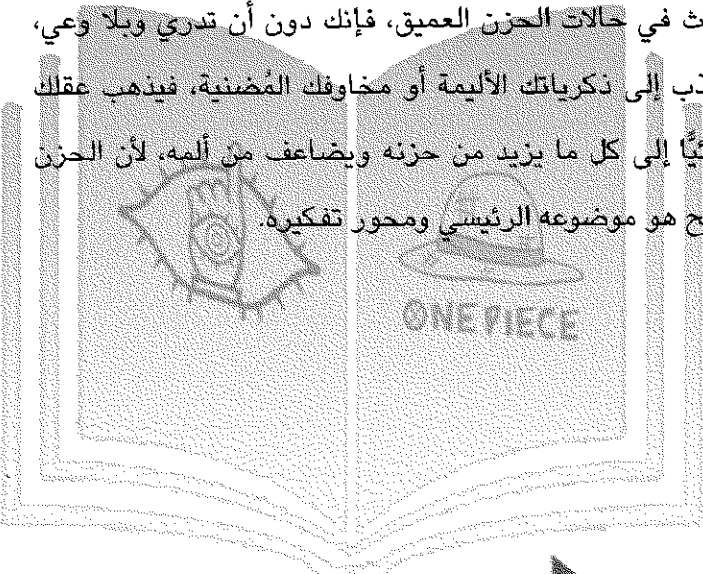 ث في حالات الحزن العميق، فإنك دون أن تدري وبلا وعي،
ذب إلى ذكرياتك الأليمة أو مخاوفك المُضنية، فيذهب عقلك
ئيًّا إلى كل ما يزيد من حزنه ويضاعف من ألمه، لأن الحزن
ح هو موضوعه الرئيسي ومحور تفكيره.
ONE PIECE